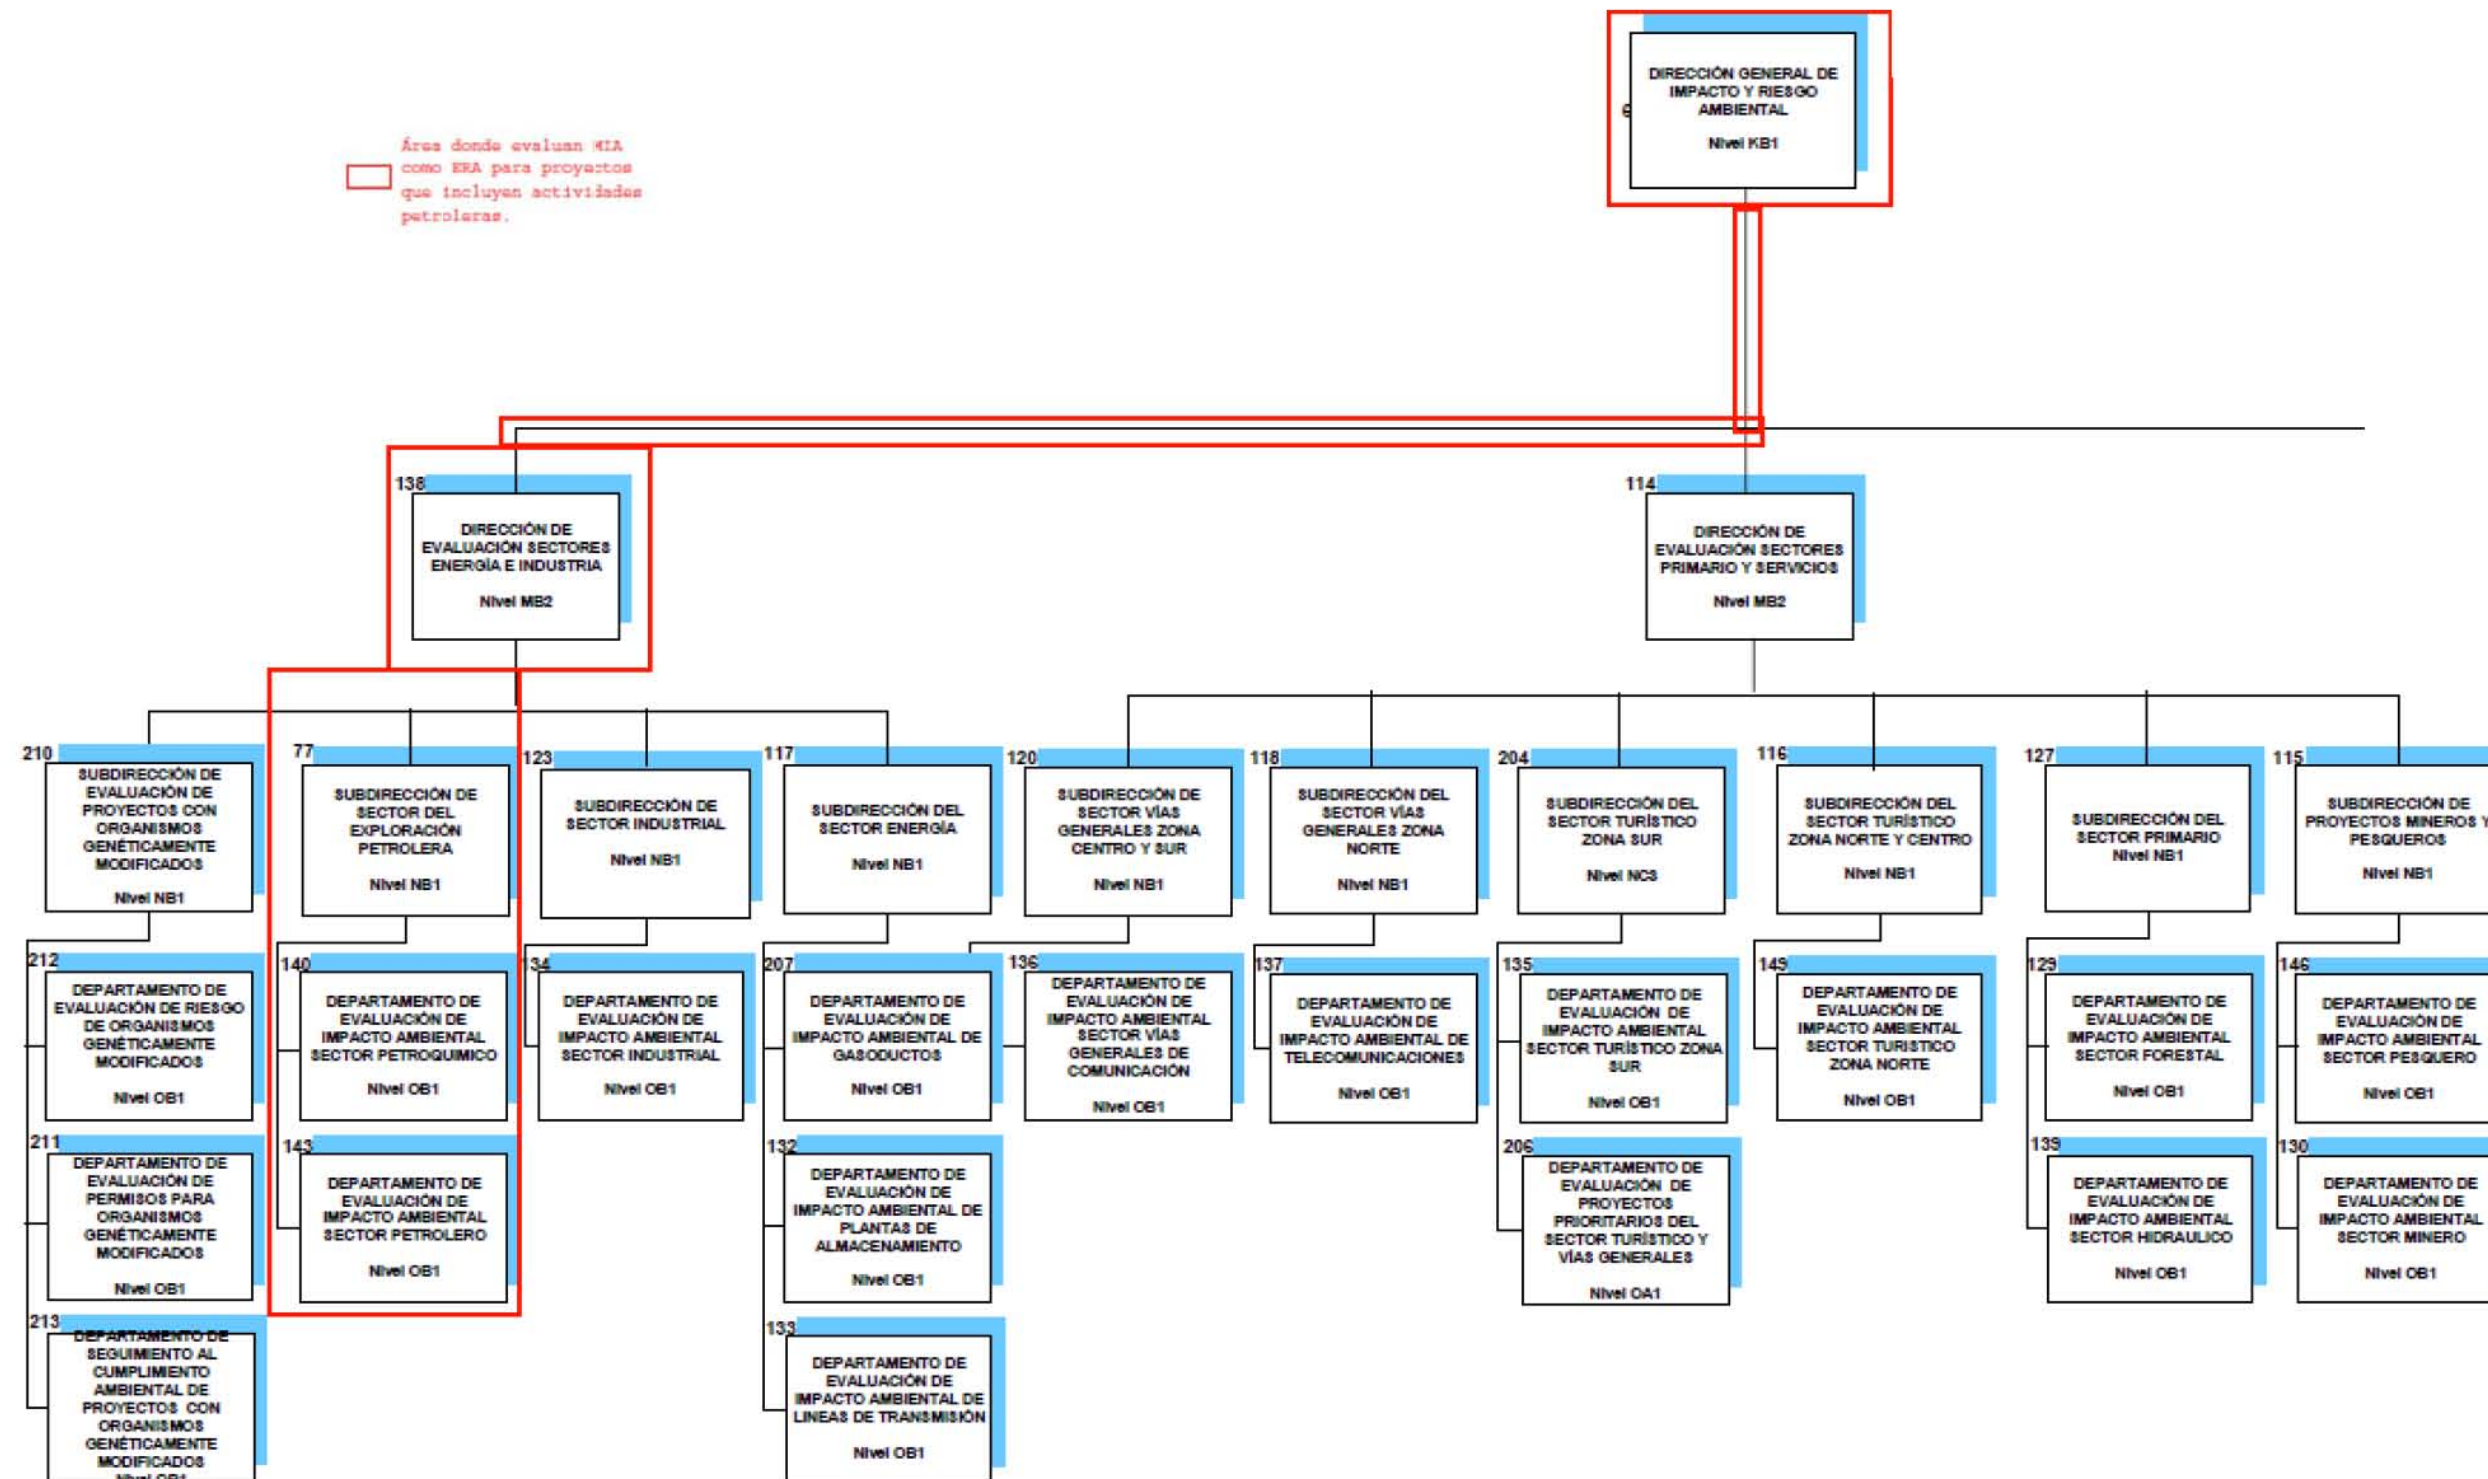 DIRECCIÓN GENERAL DE
IMPACTO Y RIESGO
AMBIENTAL
Nivel KB1
Área donde evaluan MIA
como ERA para proyectos
que incluyen actividades
petroleras.
138
DIRECCIÓN DE
EVALUACIÓN SECTORES
ENERGÍA E INDUSTRIA
Nivel MB2
114
DIRECCIÓN DE
EVALUACIÓN SECTORES
PRIMARIO Y SERVICIOS
Nivel MB2
210
SUBDIRECCIÓN DE
EVALUACIÓN DE
PROYECTOS CON
ORGANISMOS
GENÉTICAMENTE
MODIFICADOS
Nivel NB1
77
SUBDIRECCIÓN DE
SECTOR DEL
EXPLORACIÓN
PETROLERA
Nivel NB1
123
SUBDIRECCIÓN DE
SECTOR INDUSTRIAL
Nivel NB1
117
SUBDIRECCIÓN DEL
SECTOR ENERGÍA
Nivel NB1
120
SUBDIRECCIÓN DE
SECTOR VÍAS
GENERALES ZONA
CENTRO Y SUR
Nivel NB1
118
SUBDIRECCIÓN DEL
SECTOR VÍAS
GENERALES ZONA
NORTE
Nivel NB1
204
SUBDIRECCIÓN DEL
SECTOR TURÍSTICO
ZONA SUR
Nivel NC3
116
SUBDIRECCIÓN DEL
SECTOR TURÍSTICO
ZONA NORTE Y CENTRO
Nivel NB1
127
SUBDIRECCIÓN DEL
SECTOR PRIMARIO
Nivel NB1
115
SUBDIRECCIÓN DE
PROYECTOS MINEROS Y
PESQUEROS
Nivel NB1
212
DEPARTAMENTO DE
EVALUACIÓN DE RIESGO
DE ORGANISMOS
GENÉTICAMENTE
MODIFICADOS
Nivel OB1
140
DEPARTAMENTO DE
EVALUACIÓN DE
IMPACTO AMBIENTAL
SECTOR PETROQUIMICO
Nivel OB1
134
DEPARTAMENTO DE
EVALUACIÓN DE
IMPACTO AMBIENTAL
SECTOR INDUSTRIAL
Nivel OB1
207
DEPARTAMENTO DE
EVALUACIÓN DE
IMPACTO AMBIENTAL DE
GASODUCTOS
Nivel OB1
136
DEPARTAMENTO DE
EVALUACIÓN DE
IMPACTO AMBIENTAL
SECTOR VÍAS
GENERALES DE
COMUNICACIÓN
Nivel OB1
137
DEPARTAMENTO DE
EVALUACIÓN DE
IMPACTO AMBIENTAL DE
TELECOMUNICACIONES
Nivel OB1
135
DEPARTAMENTO DE
EVALUACIÓN DE
IMPACTO AMBIENTAL
SECTOR TURÍSTICO ZONA
SUR
Nivel OB1
149
DEPARTAMENTO DE
EVALUACIÓN DE
IMPACTO AMBIENTAL
SECTOR TURISTICO
ZONA NORTE
Nivel OB1
129
DEPARTAMENTO DE
EVALUACIÓN DE
IMPACTO AMBIENTAL
SECTOR FORESTAL
Nivel OB1
146
DEPARTAMENTO DE
EVALUACIÓN DE
IMPACTO AMBIENTAL
SECTOR PESQUERO
Nivel OB1
211
DEPARTAMENTO DE
EVALUACIÓN DE
PERMISOS PARA
ORGANISMOS
GENÉTICAMENTE
MODIFICADOS
Nivel OB1
143
DEPARTAMENTO DE
EVALUACIÓN DE
IMPACTO AMBIENTAL
SECTOR PETROLERO
Nivel OB1
132
DEPARTAMENTO DE
EVALUACIÓN DE
IMPACTO AMBIENTAL DE
PLANTAS DE
ALMACENAMIENTO
Nivel OB1
206
DEPARTAMENTO DE
EVALUACIÓN DE
PROYECTOS
PRIORITARIOS DEL
SECTOR TURÍSTICO Y
VÍAS GENERALES
Nivel OA1
139
DEPARTAMENTO DE
EVALUACIÓN DE
IMPACTO AMBIENTAL
SECTOR HIDRAULICO
Nivel OB1
130
DEPARTAMENTO DE
EVALUACIÓN DE
IMPACTO AMBIENTAL
SECTOR MINERO
Nivel OB1
213
DEPARTAMENTO DE
SEGUIMIENTO AL
CUMPLIMIENTO
AMBIENTAL DE
PROYECTOS CON
ORGANISMOS
GENÉTICAMENTE
MODIFICADOS
Nivel OB1
133
DEPARTAMENTO DE
EVALUACIÓN DE
IMPACTO AMBIENTAL DE
LINEAS DE TRANSMISIÓN
Nivel OB1